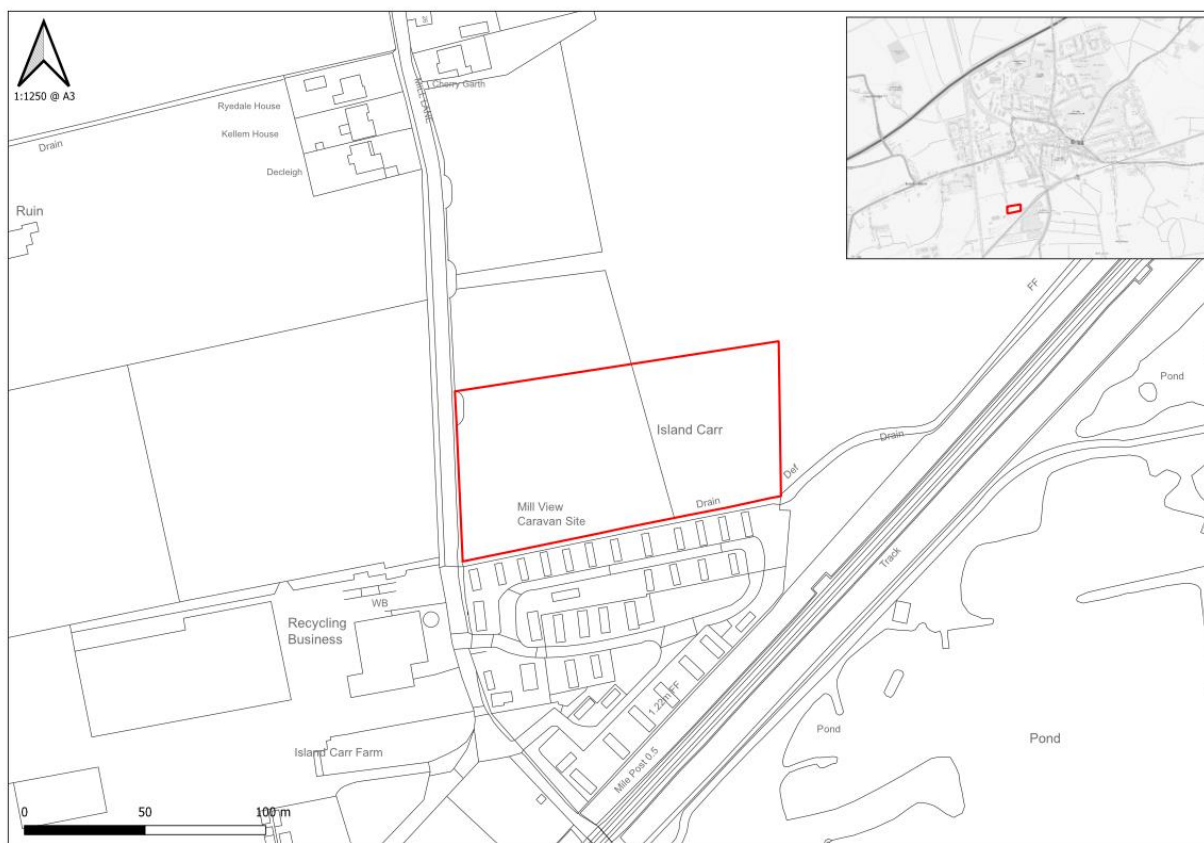 1:1250 @ A3
Cherry Garth
MILL LANE
Ryedale House
Kellem House
Decleigh
Drain
Ruin
FF
Pond
Island Carr
Drain
Def
Drain
Mill View
Caravan Site
Track
WB
Recycling
Business
1.22m FF
Pond
Pond
Island Carr Farm
Mile Post 0.5
0 50 100 m